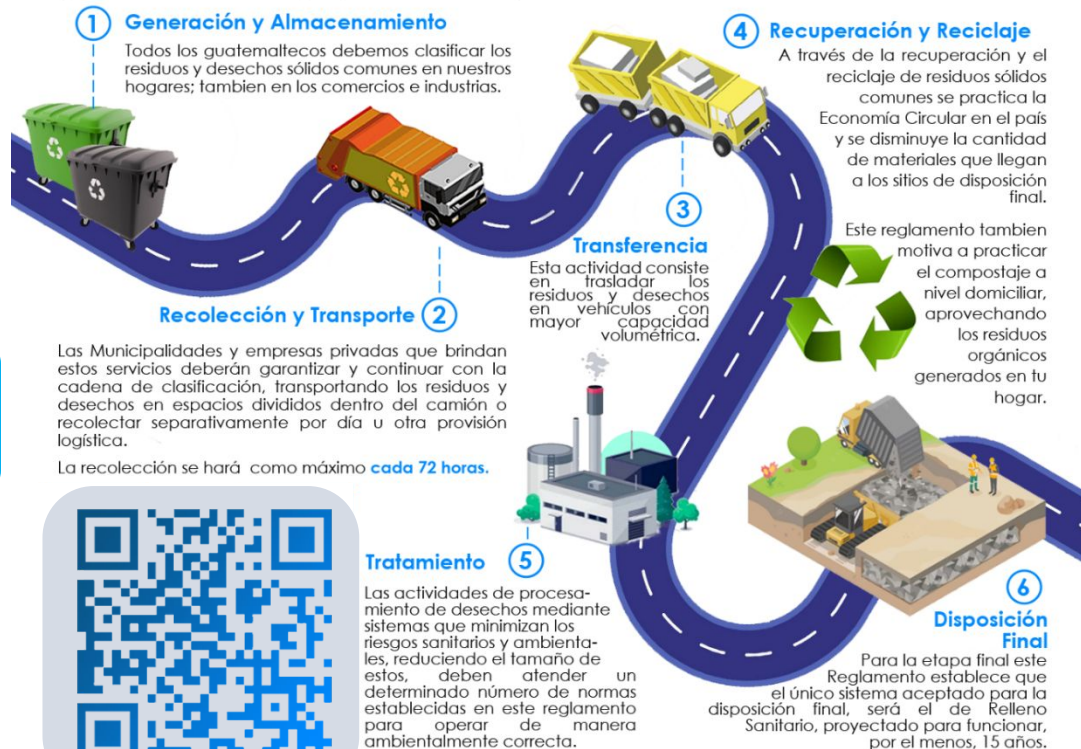 1 Generación y Almacenamiento
Todos los guatemaltecos debemos clasificar los
residuos y desechos sólidos comunes en nuestros
hogares; tambien en los comercios e industrias.
Recolección y Transporte 2
Las Municipalidades y empresas privadas que brindan
estos servicios deberán garantizar y continuar con la
cadena de clasificación, transportando los residuos y
desechos en espacios divididos dentro del camión o
recolectar separativamente por día u otra provisión
logística.
La recolección se hará como máximo cada 72 horas.
3
Transferencia
Esta actividad consiste
en trasladar los
residuos y desechos
en vehículos con
mayor capacidad
volumétrica.
4 Recuperación y Reciclaje
A través de la recuperación y el
reciclaje de residuos sólidos
comunes se practica la
Economía Circular en el país
y se disminuye la cantidad
de materiales que llegan
a los sitios de disposición
final.
Este reglamento tambien
motiva a practicar
el compostaje a
nivel domiciliar,
aprovechando
los residuos
orgánicos
generados en tu
hogar.
Tratamiento 5
Las actividades de procesa-
miento de desechos mediante
sistemas que minimizan los
riesgos sanitarios y ambienta-
les, reduciendo el tamaño de
estos, deben atender un
determinado número de normas
establecidas en este reglamento
para operar de manera
ambientalmente correcta.
6
Disposición
Final
Para la etapa final este
Reglamento establece que
el único sistema aceptado para la
disposición final, será el de Relleno
Sanitario, proyectado para funcionar,
por el menos, 15 años.